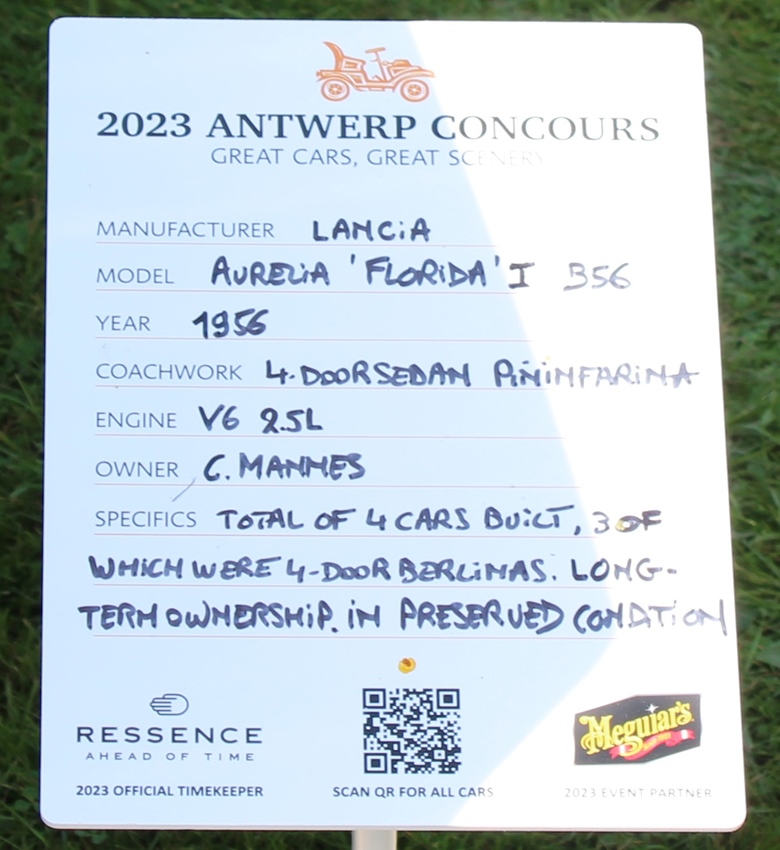 2023 ANTWERP CONCOURS
GREAT CARS, GREAT SCENERY
MANUFACTURER LANCiA
MODEL AURELiA 'FLORiDA' I B56
YEAR 1956
COACHWORK 4-DOOR SEDAN PiNiNFARiNA
ENGINE V6 2.5L
OWNER C. MANNES
SPECIFICS TOTAL OF 4 CARS BUiLT, 3 OF
WHICH WERE 4-DOOR BERLiNAS. LONG-
TERM OWNERSHiP. IN PRESERVED CONDiTiON
RESSENCE
AHEAD OF TIME
2023 OFFICIAL TIMEKEEPER
SCAN QR FOR ALL CARS
Meguiar's
2023 EVENT PARTNER